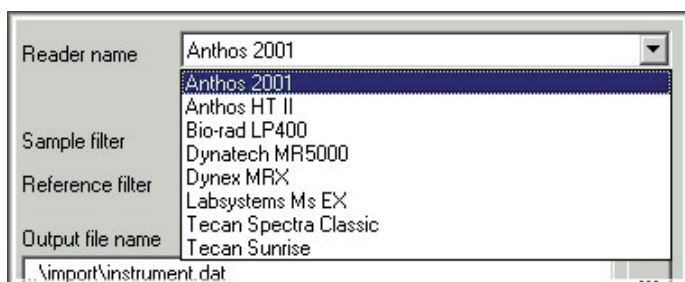 Reader name
Anthos 2001
Anthos 2001
Anthos HT II
Bio-rad LP400
Dynatech MR5000
Dynex MRX
Labsystems Ms EX
Tecan Spectra Classic
Tecan Sunrise
Sample filter
Reference filter
Output file name
..\import\instrument.dat